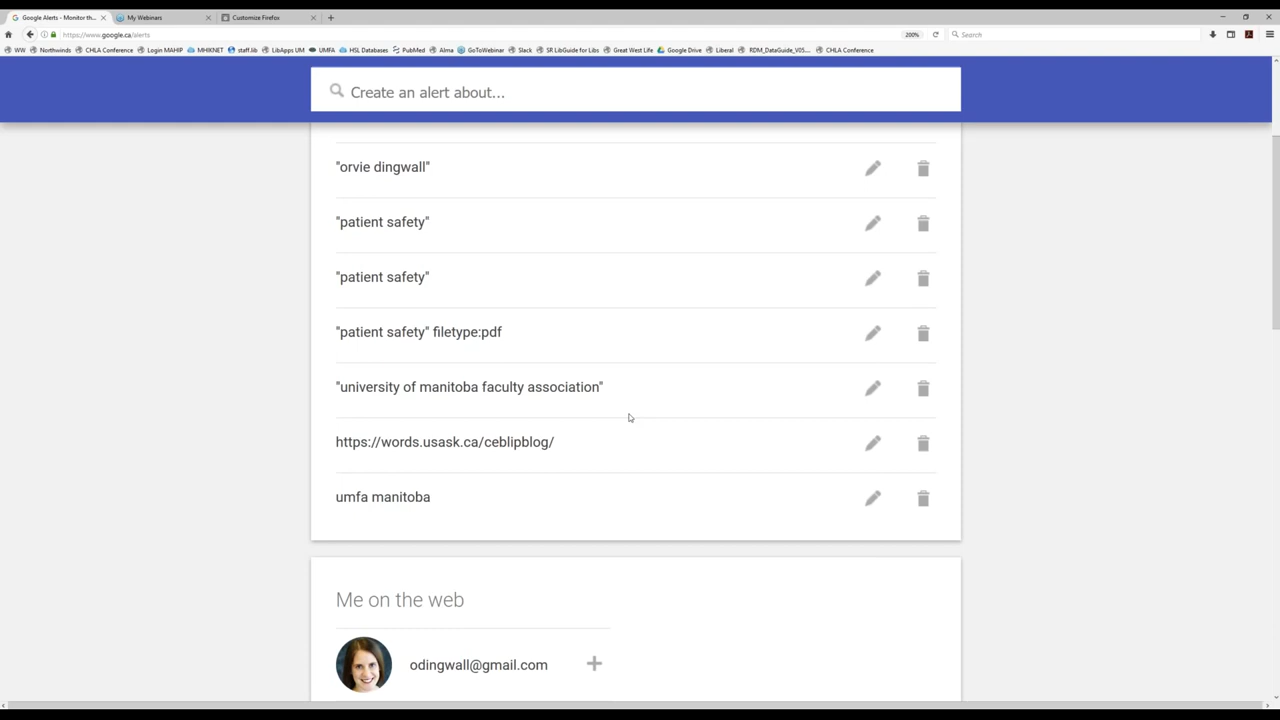 Google Alerts - Monitor th...
My Webinars
Customize Firefox
https://www.google.ca/alerts
200%
Search
WW
Northwinds
CHLA Conference
Login MAHIP
MHIKNET
staff.lib
LibApps UM
UMFA
HSL Databases
PubMed
Alma
GoToWebinar
Slack
SR LibGuide for Libs
Great West Life
Google Drive
Liberal
RDM_DataGuide_V05...
CHLA Conference
Create an alert about...
"orvie dingwall"
"patient safety"
"patient safety"
"patient safety" filetype:pdf
"university of manitoba faculty association"
https://words.usask.ca/ceblipblog/
umfa manitoba
Me on the web
odingwall@gmail.com